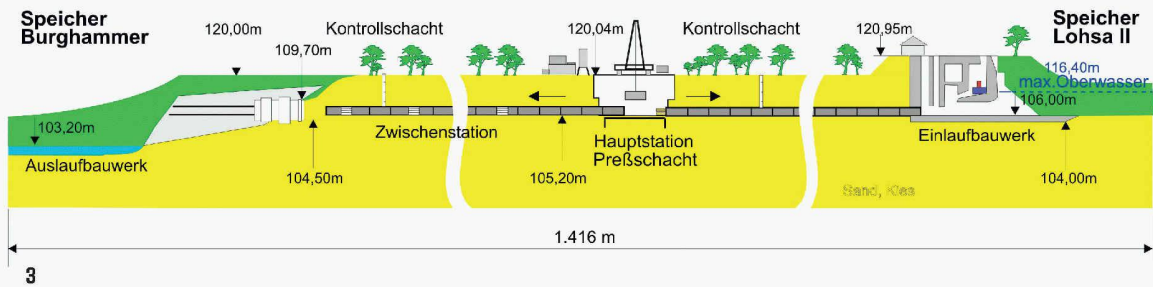 Speicher
Burghammer
120,00m
109,70m
Kontrollschacht
120,04m
Kontrollschacht
120,95m
Speicher
Lohsa II
116,40m
max.Oberwasser
106,00m
103,20m
Zwischenstation
Hauptstation
Preßschacht
Einlaufbauwerk
Auslaufbauwerk
104,50m
105,20m
104,00m
Sand, Kies
1.416 m
3